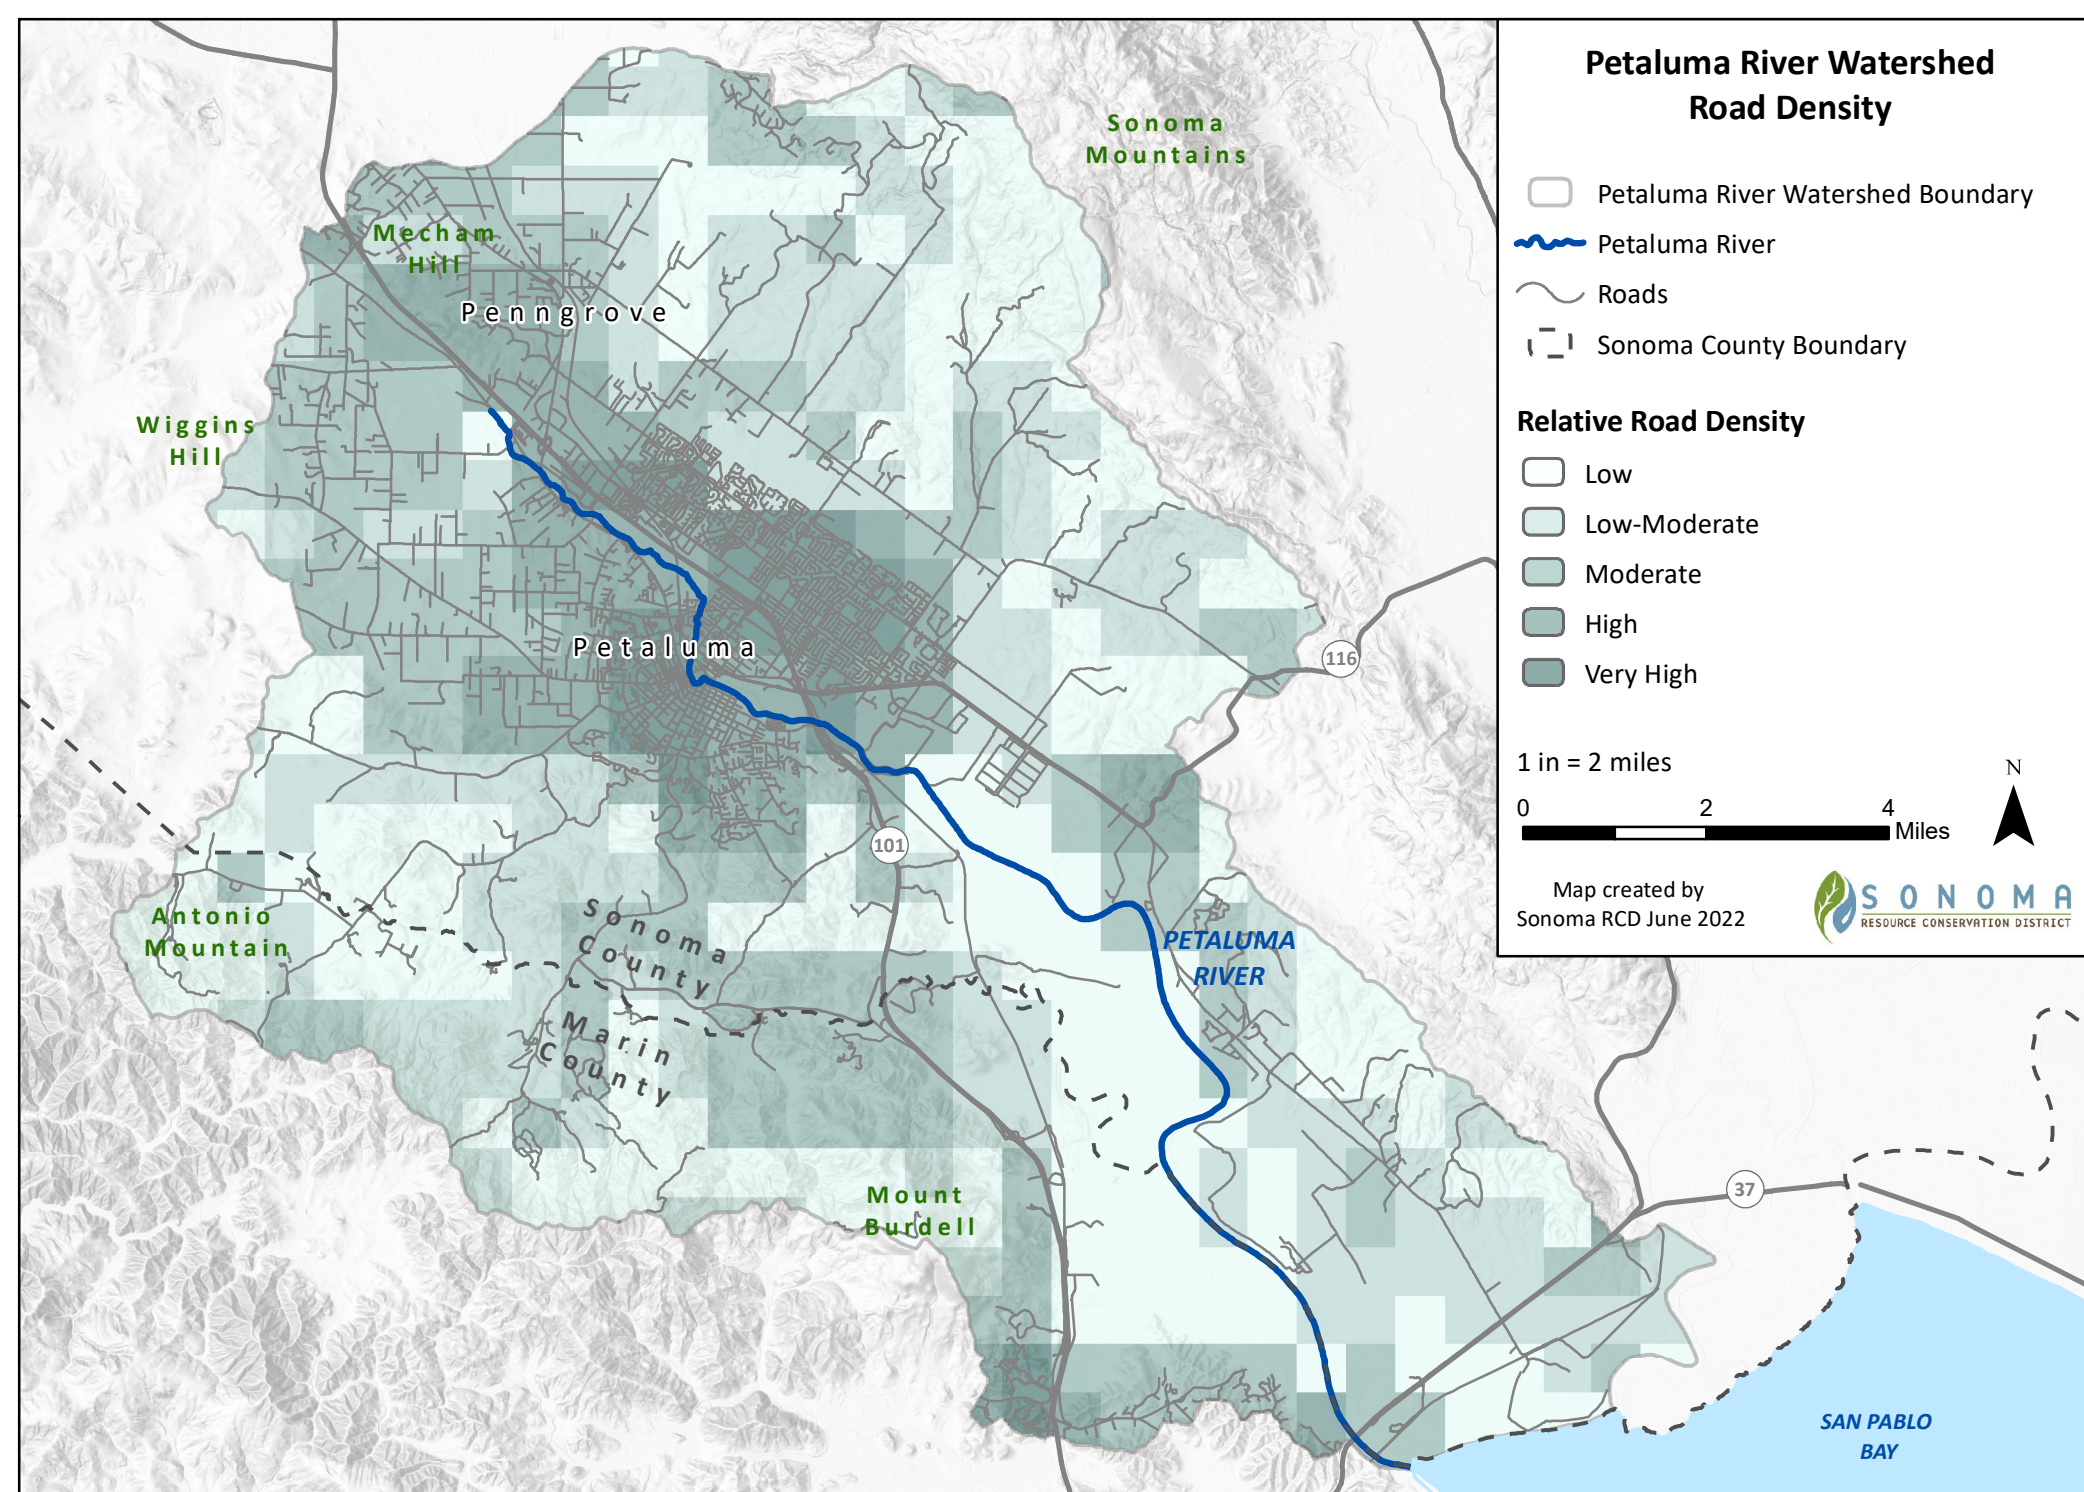 Petaluma River Watershed
Road Density
Petaluma River Watershed Boundary
Petaluma River
Roads
Sonoma County Boundary
Relative Road Density
Low
Low-Moderate
Moderate
High
Very High
1 in = 2 miles
0 2 4
Miles
N
Map created by
Sonoma RCD June 2022
SONOMA
RESOURCE CONSERVATION DISTRICT
Sonoma
Mountains
Mecham
Hill
Penngrove
Wiggins
Hill
Petaluma
116
101
Antonio
Mountain
Sonoma
County
Marin
County
PETALUMA
RIVER
Mount
Burdell
37
SAN PABLO
BAY